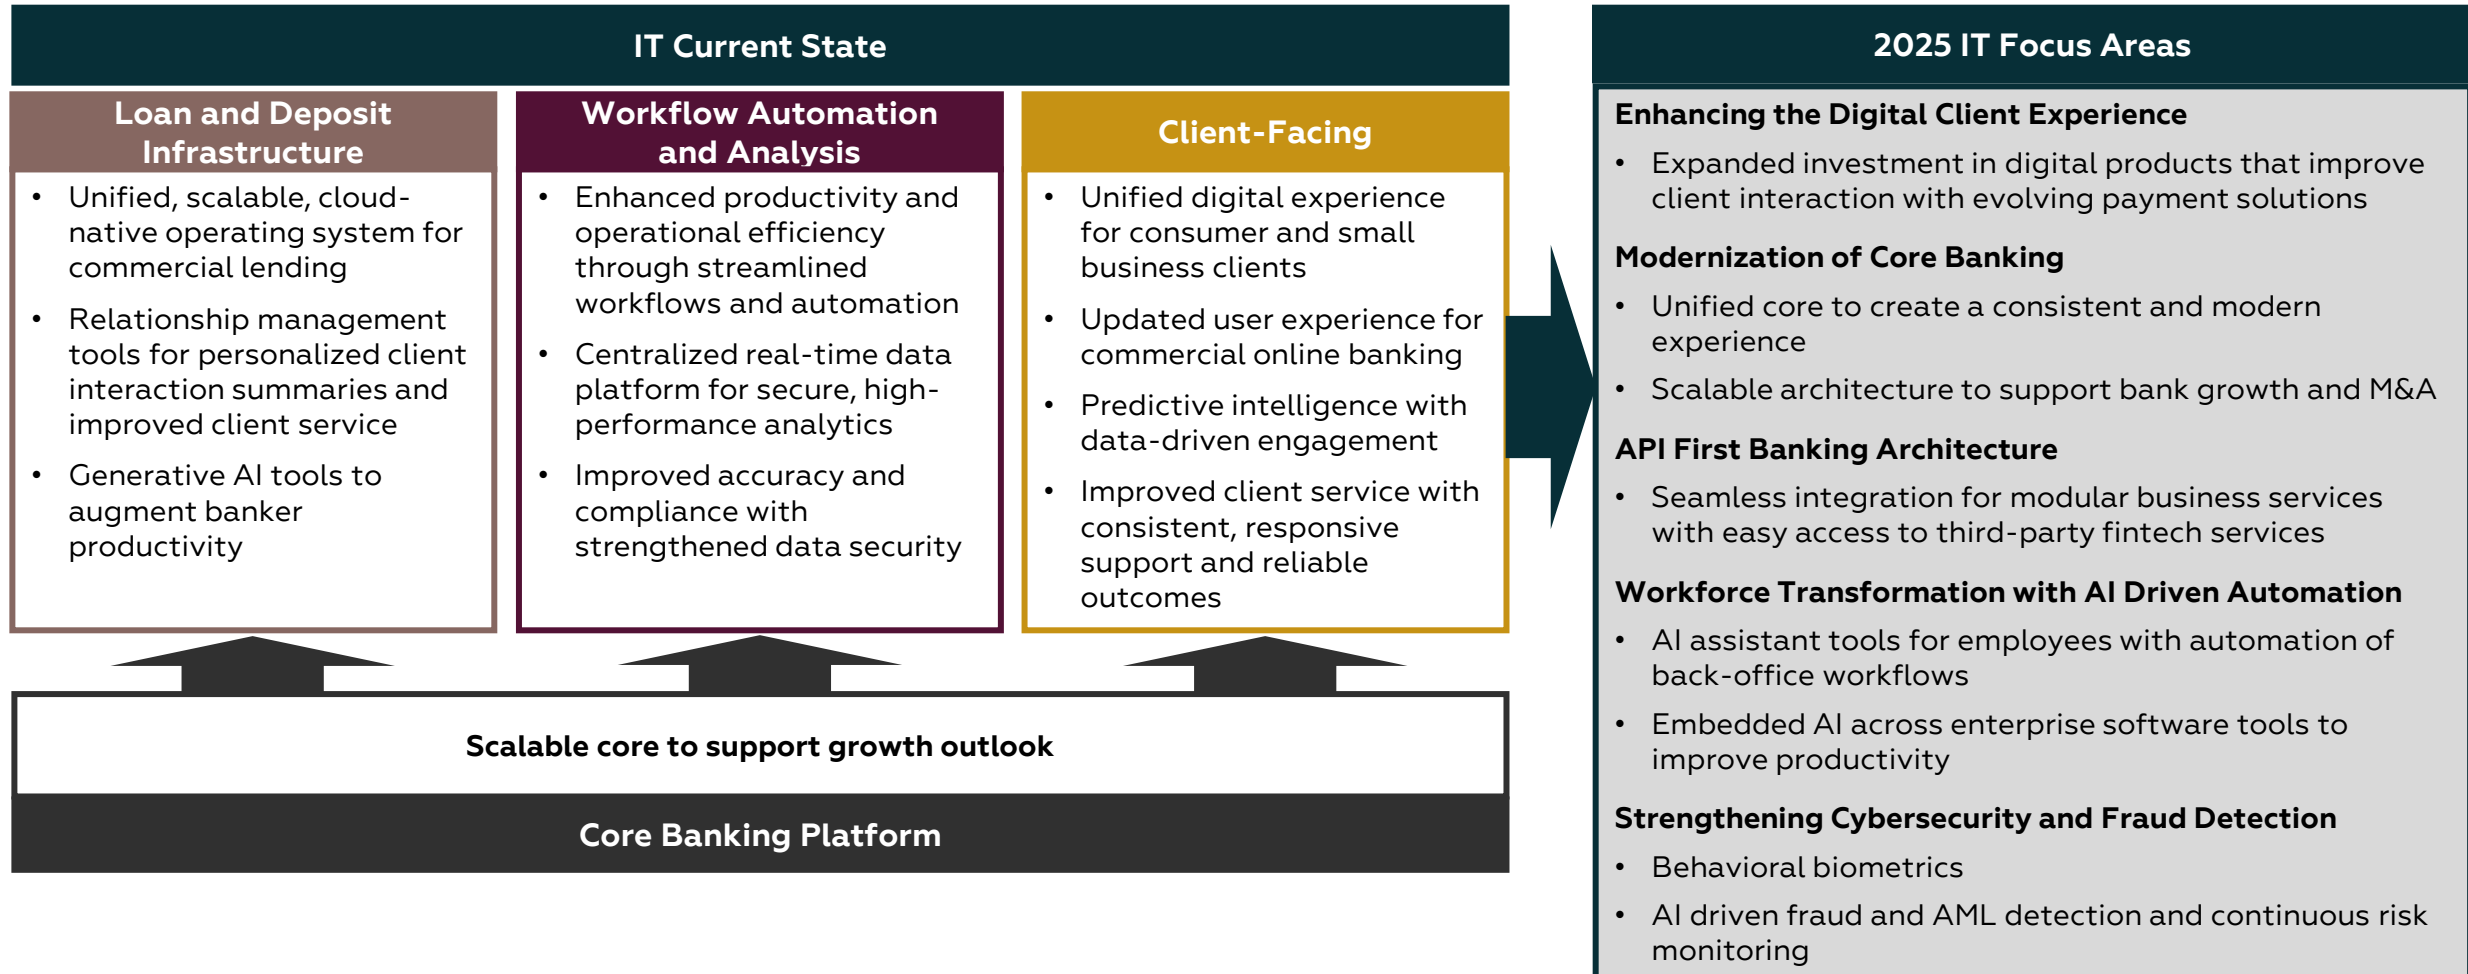 IT Current State
Loan and Deposit
Infrastructure
• Unified, scalable, cloud-
native operating system for
commercial lending
• Relationship management
tools for personalized client
interaction summaries and
improved client service
• Generative AI tools to
augment banker
productivity
Workflow Automation
and Analysis
• Enhanced productivity and
operational efficiency
through streamlined
workflows and automation
• Centralized real-time data
platform for secure, high-
performance analytics
• Improved accuracy and
compliance with
strengthened data security
Client-Facing
• Unified digital experience
for consumer and small
business clients
• Updated user experience for
commercial online banking
• Predictive intelligence with
data-driven engagement
• Improved client service with
consistent, responsive
support and reliable
outcomes
Scalable core to support growth outlook
Core Banking Platform
2025 IT Focus Areas
Enhancing the Digital Client Experience
• Expanded investment in digital products that improve
client interaction with evolving payment solutions
Modernization of Core Banking
• Unified core to create a consistent and modern
experience
• Scalable architecture to support bank growth and M&A
API First Banking Architecture
• Seamless integration for modular business services
with easy access to third-party fintech services
Workforce Transformation with AI Driven Automation
• AI assistant tools for employees with automation of
back-office workflows
• Embedded AI across enterprise software tools to
improve productivity
Strengthening Cybersecurity and Fraud Detection
• Behavioral biometrics
• AI driven fraud and AML detection and continuous risk
monitoring